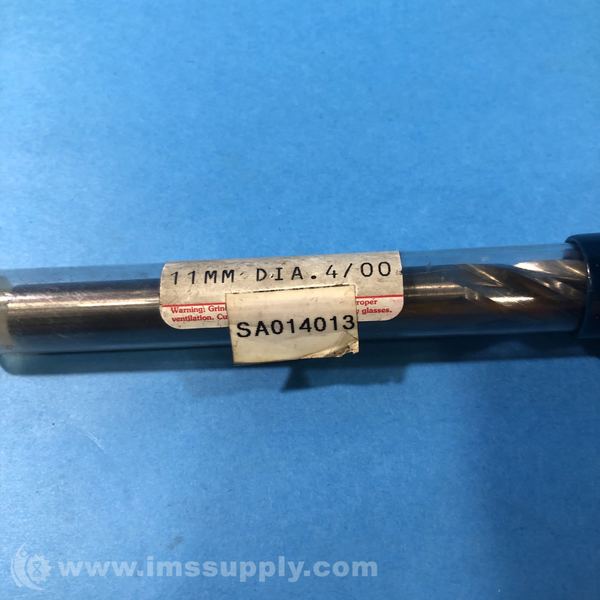 11MM DIA.4/00
Warning: Grin roper
ventilation. Cu y glasses.
SA014013
www.imssupply.com